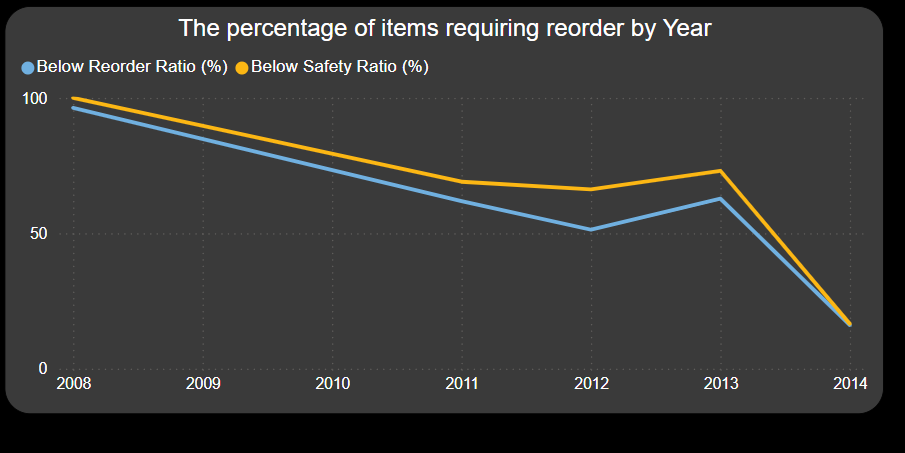 The percentage of items requiring reorder by Year
Below Reorder Ratio (%) Below Safety Ratio (%)
100
50
0
2008 2009 2010 2011 2012 2013 2014